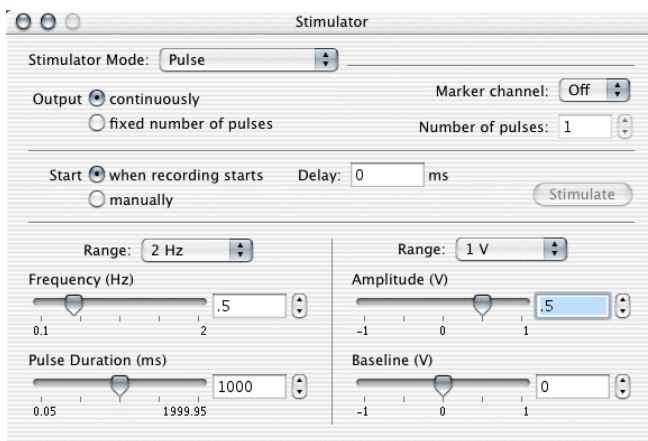 Stimulator
Stimulator Mode: Pulse
Output continuously
fixed number of pulses
Marker channel: Off
Number of pulses: 1
Start when recording starts Delay: 0 ms
manually
Stimulate
Range: 2 Hz
Frequency (Hz)
.5
0.1 2
Pulse Duration (ms)
1000
0.05 1999.95
Range: 1 V
Amplitude (V)
.5
-1 0 1
Baseline (V)
0
-1 0 1